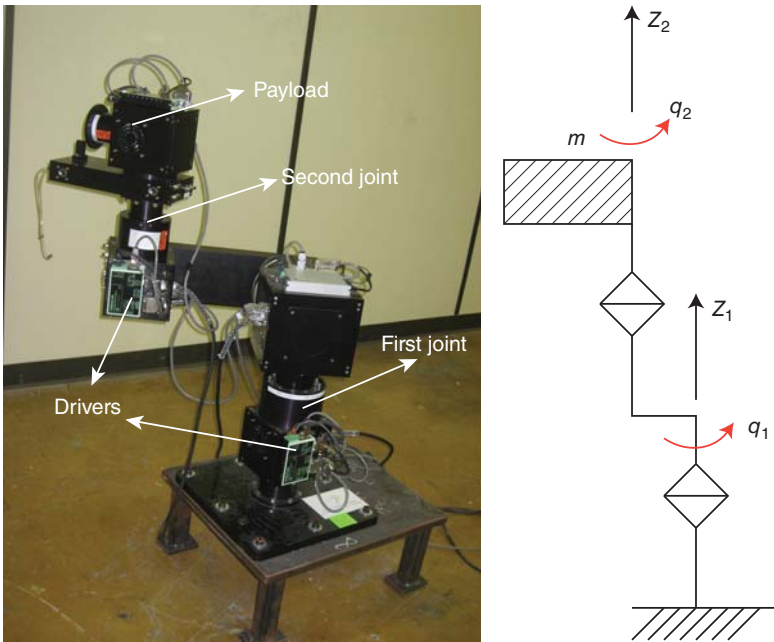 Payload
Second joint
First joint
Drivers
Z2
q2
m
Z1
q1